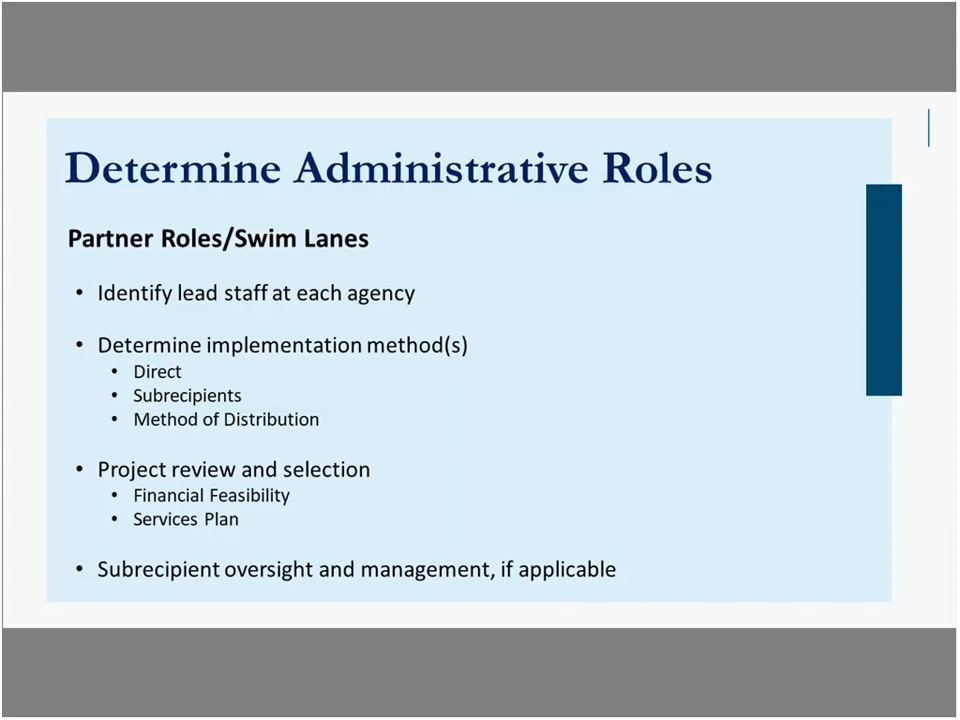 Determine Administrative Roles
Partner Roles/Swim Lanes
• Identify lead staff at each agency
• Determine implementation method(s)
• Direct
• Subrecipients
• Method of Distribution
• Project review and selection
• Financial Feasibility
• Services Plan
• Subrecipient oversight and management, if applicable